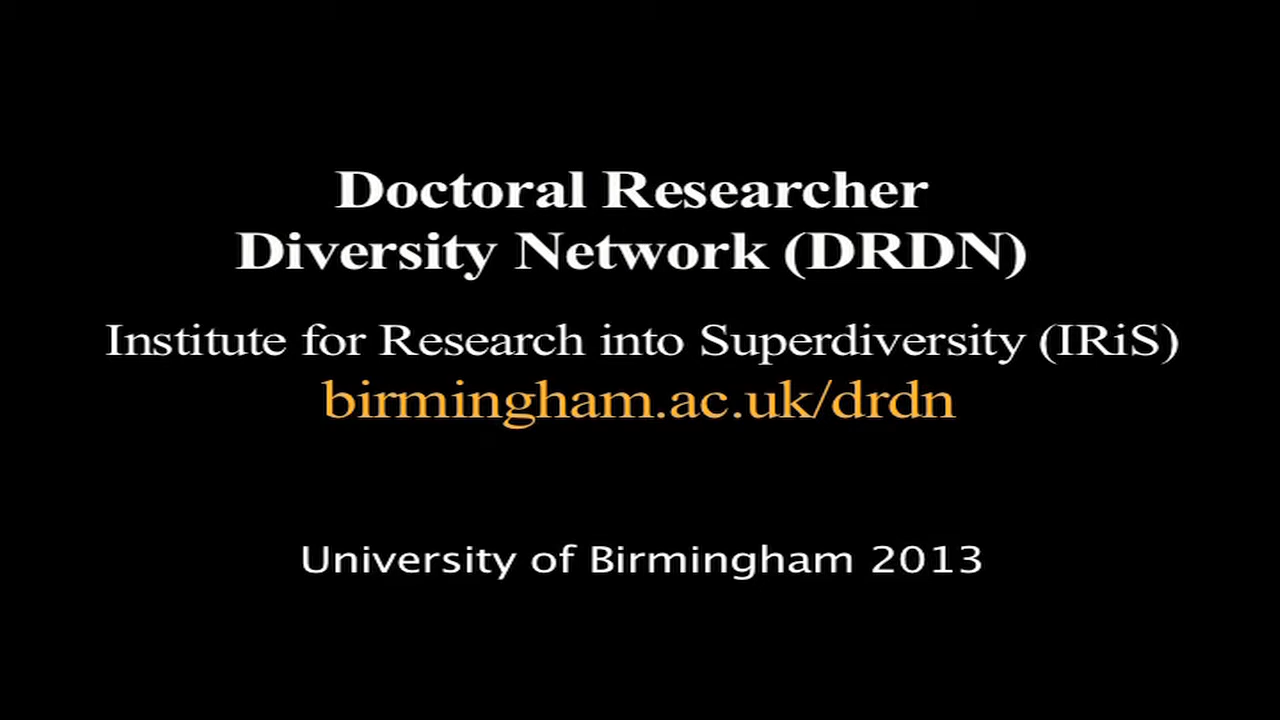 Doctoral Researcher
Diversity Network (DRDN)
Institute for Research into Superdiversity (IRiS)
birmingham.ac.uk/drdn
University of Birmingham 2013